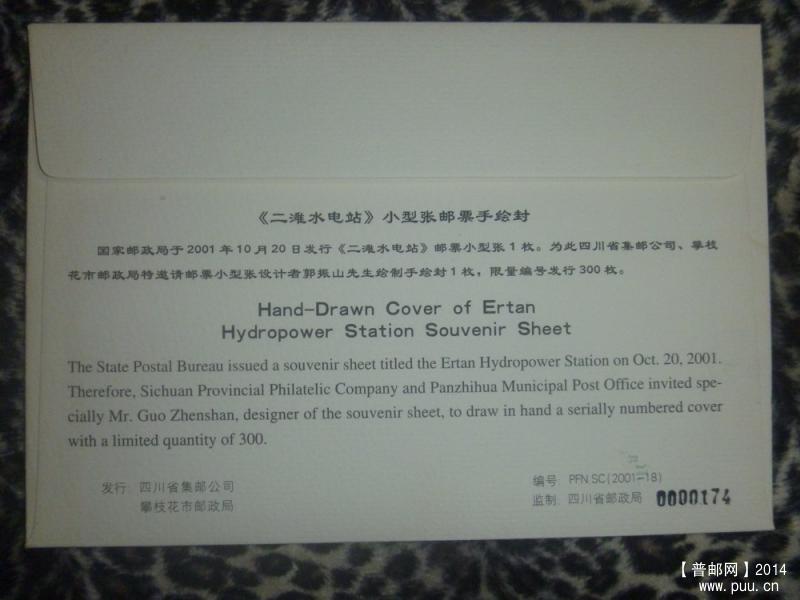 《二滩水电站》小型张邮票手绘封
国家邮政局于2001年10月20日发行《二滩水电站》邮票小型张1枚。为此四川省集邮公司、攀枝
花市邮政局特邀请邮票小型张设计者郭振山先生绘制手绘封1枚，限量编号发行300枚。
Hand-Drawn Cover of Ertan
Hydropower Station Souvenir Sheet
The State Postal Bureau issued a souvenir sheet titled the Ertan Hydropower Station on Oct. 20, 2001.
Therefore, Sichuan Provincial Philatelic Company and Panzhihua Municipal Post Office invited spe-
cially Mr. Guo Zhenshan, designer of the souvenir sheet, to draw in hand a serially numbered cover
with a limited quantity of 300.
发行: 四川省集邮公司
攀枝花市邮政局
编号: PFN SC(2001-18)
监制: 四川省邮政局 0000174
【普邮网】2014
www.puu.cn